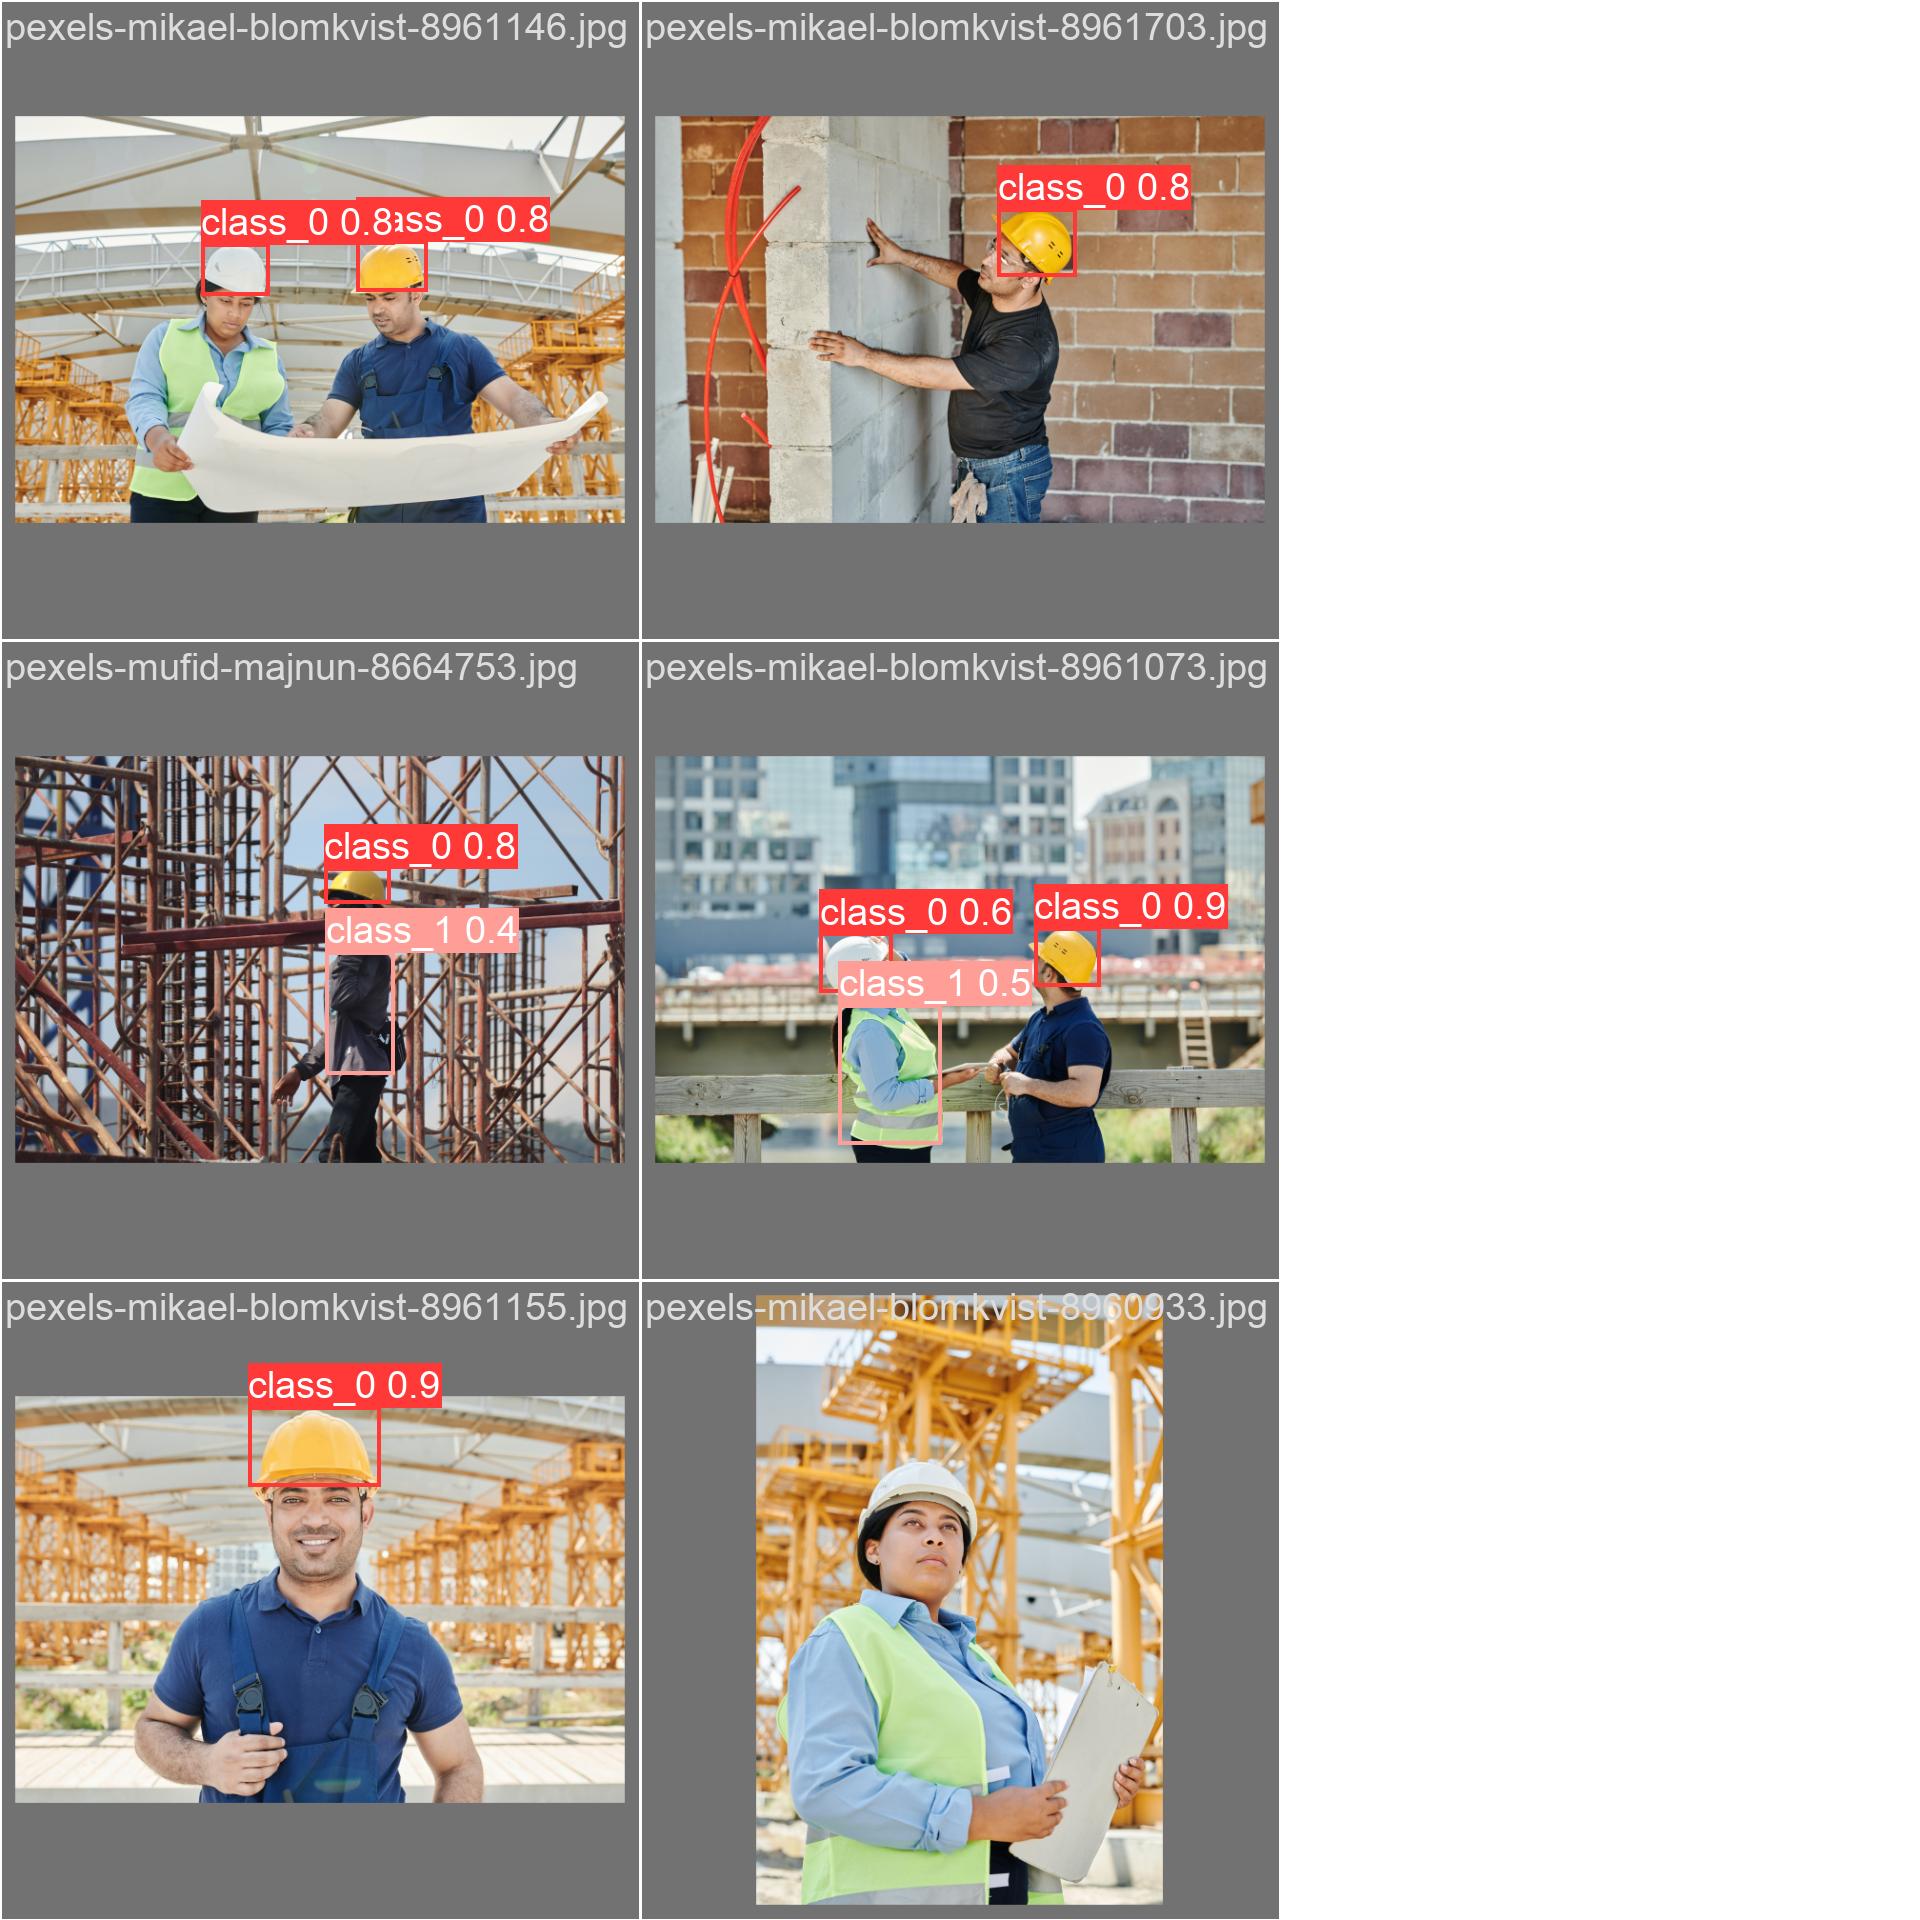 pexels-mikael-blomkvist-8961146.jpg
pexels-mikael-blomkvist-8961703.jpg
class_0 0.8
class_0 0.8
ass_0 0.8
pexels-mufid-majnun-8664753.jpg
pexels-mikael-blomkvist-8961073.jpg
class_0 0.8
class_1 0.4
class_0 0.6
class_0 0.9
class_1 0.5
pexels-mikael-blomkvist-8961155.jpg
pexels-mikael-blomkvist-8960933.jpg
class_0 0.9